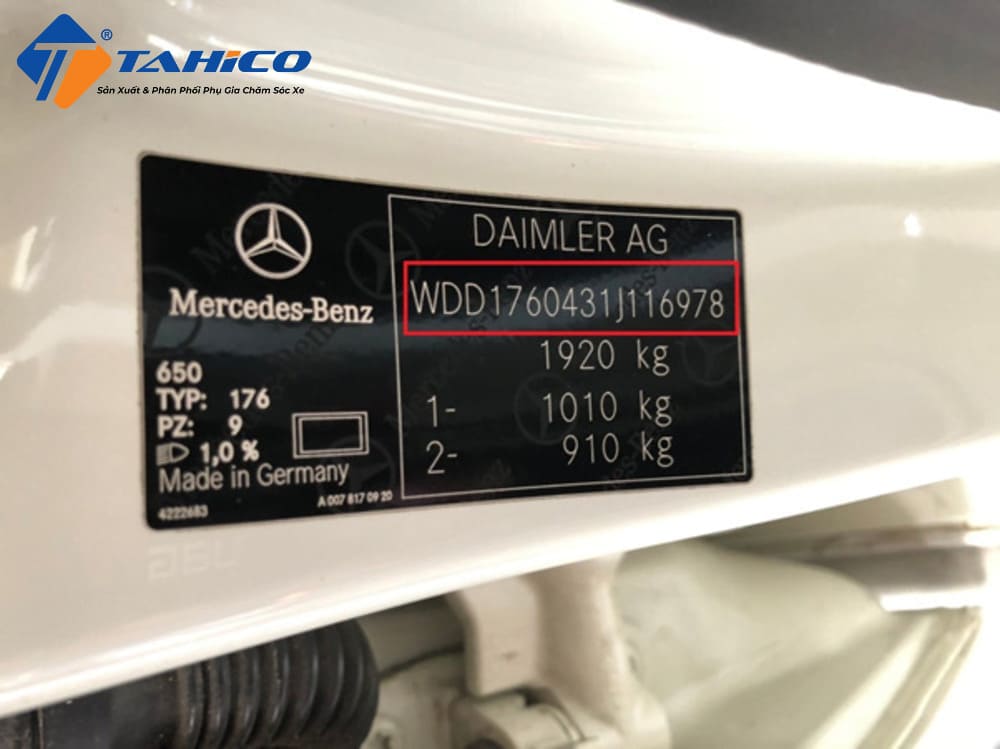 TAHICO®
Sản Xuất & Phân Phối Phụ Gia Chăm Sóc Xe
DAIMLER AG
WDD1760431J116978
1920 kg
1- 1010 kg
2- 910 kg
Mercedes-Benz
650
TYP: 176
PZ: 9
1,0 %
Made in Germany
4222683
A 007 817 09 20